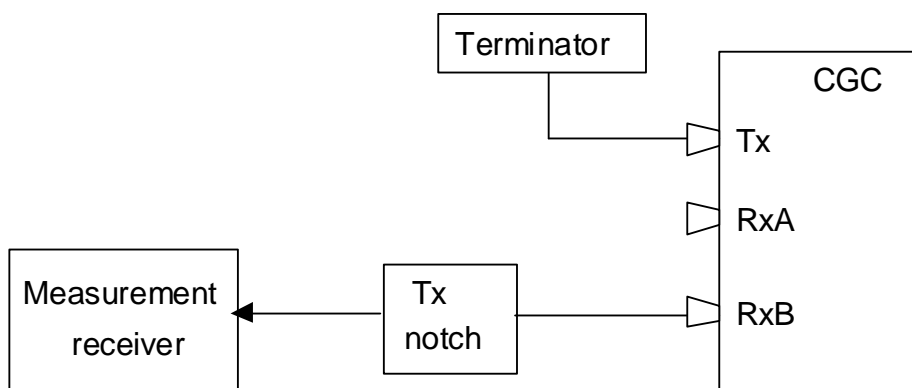 Terminator
CGC
Tx
RxA
RxB
Measurement
receiver
Tx
notch